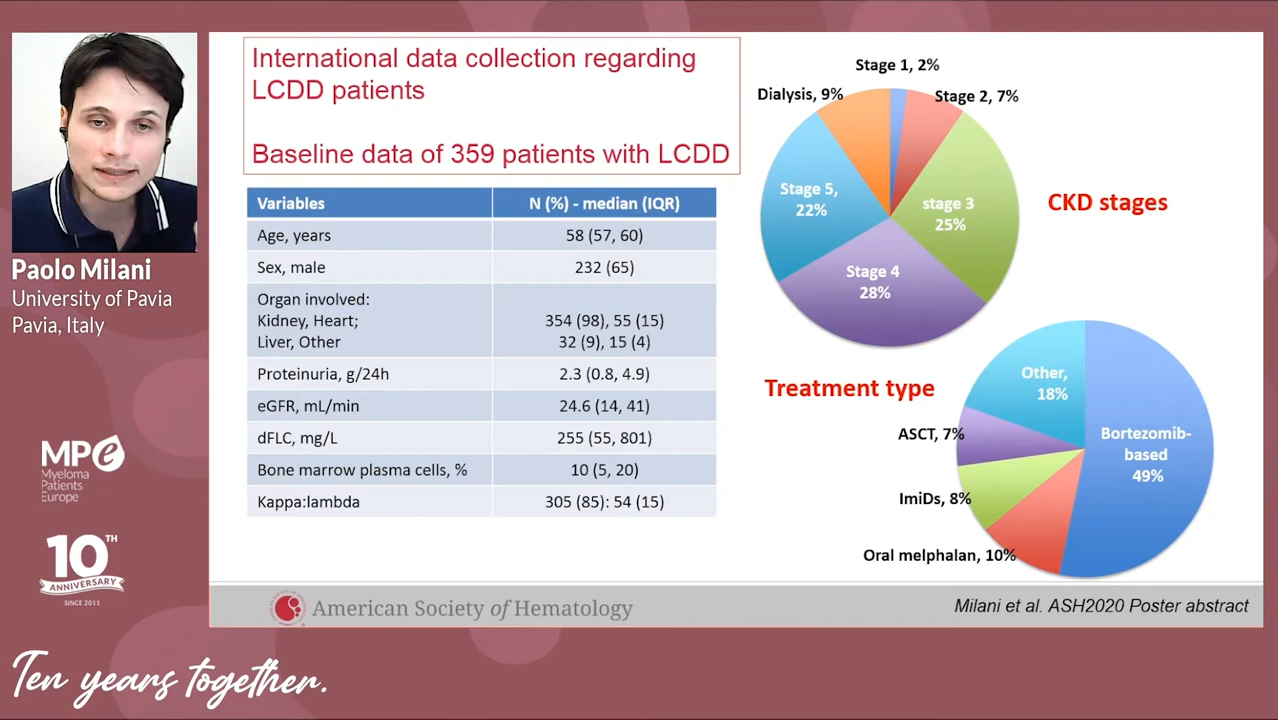 International data collection regarding
LCDD patients
Baseline data of 359 patients with LCDD
Variables N (%) - median (IQR)
Age, years 58 (57, 60)
Sex, male 232 (65)
Organ involved:
Kidney, Heart; 354 (98), 55 (15)
Liver, Other 32 (9), 15 (4)
Proteinuria, g/24h 2.3 (0.8, 4.9)
eGFR, mL/min 24.6 (14, 41)
dFLC, mg/L 255 (55, 801)
Bone marrow plasma cells, % 10 (5, 20)
Kappa:lambda 305 (85): 54 (15)
Stage 1, 2%
Dialysis, 9%
Stage 2, 7%
Stage 5,
22%
stage 3
25%
Stage 4
28%
CKD stages
Treatment type
Other,
18%
Bortezomib-
based
49%
ASCT, 7%
ImiDs, 8%
Oral melphalan, 10%
American Society of Hematology
Milani et al. ASH2020 Poster abstract
Paolo Milani
University of Pavia
Pavia, Italy
MPe
Myeloma
Patients
Europe
10TH
ANNIVERSARY
SINCE 2011
Ten years together.